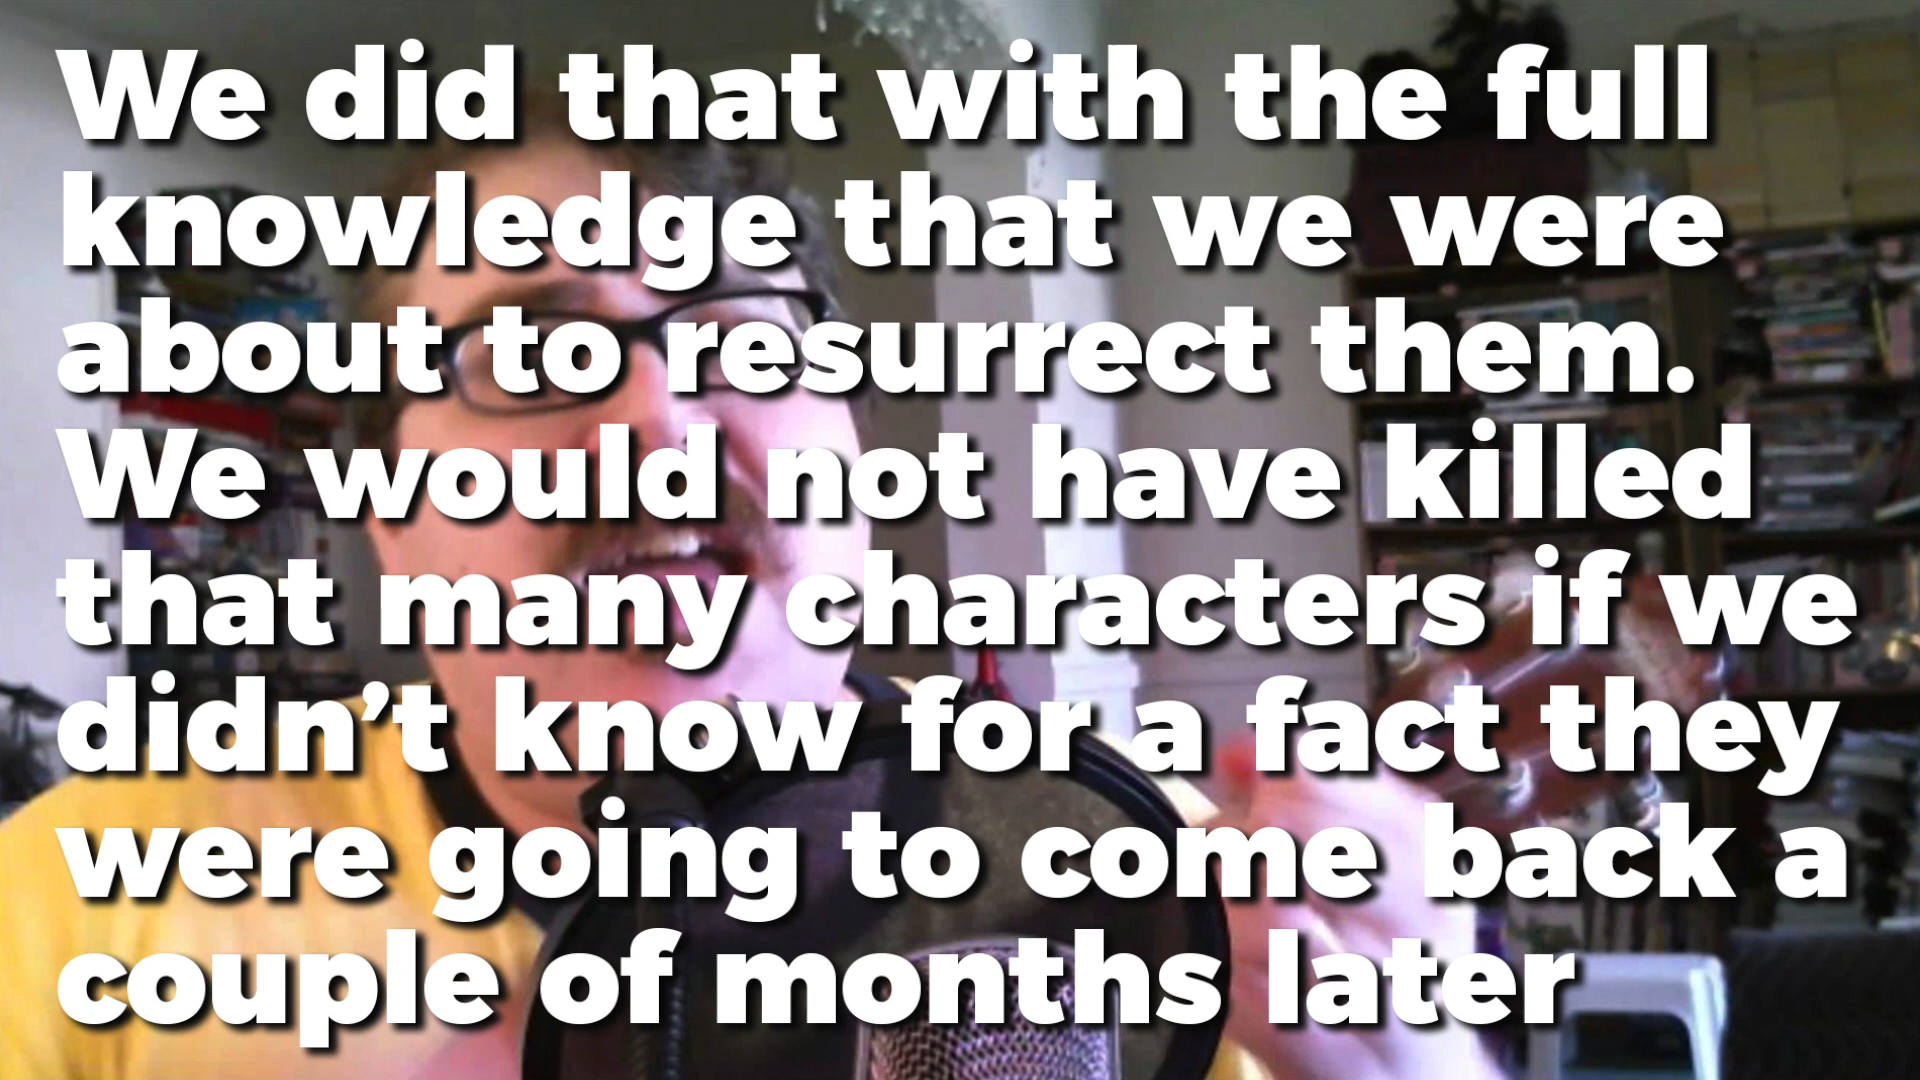 We did that with the full
knowledge that we were
about to resurrect them.
We would not have killed
that many characters if we
didn’t know for a fact they
were going to come back a
couple of months later